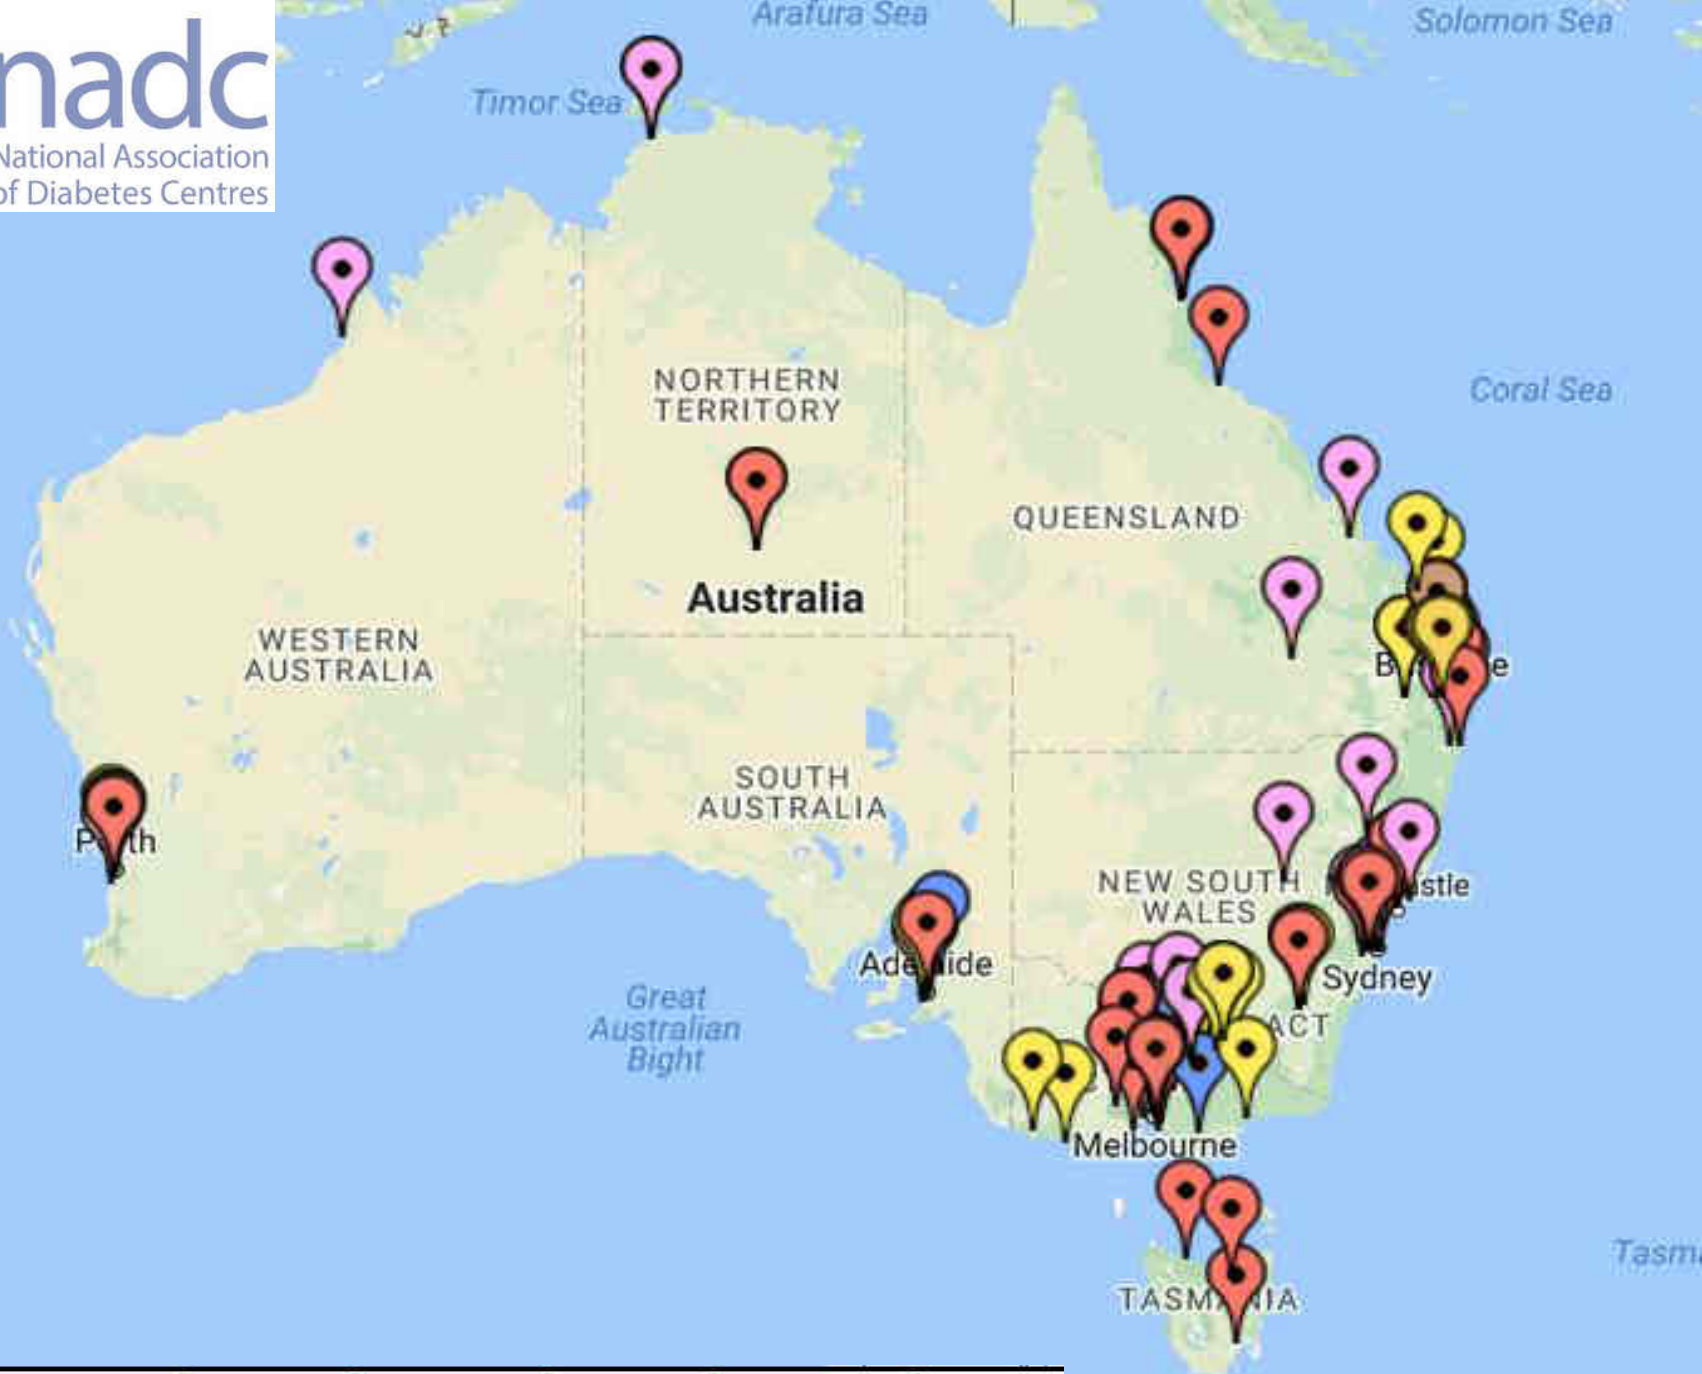 nadc
National Association
of Diabetes Centres
Arafura Sea
Solomon Sea
Timor Sea
Coral Sea
NORTHERN
TERRITORY
QUEENSLAND
Australia
WESTERN
AUSTRALIA
SOUTH
AUSTRALIA
NEW SOUTH
WALES
Sydney
Great
Australian
Bight
ACT
Melbourne